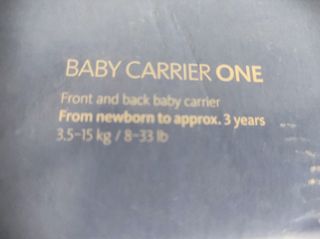 BABY CARRIER ONE
Front and back baby carrier
From newborn to approx. 3 years
3.5-15 kg / 8-33 lb